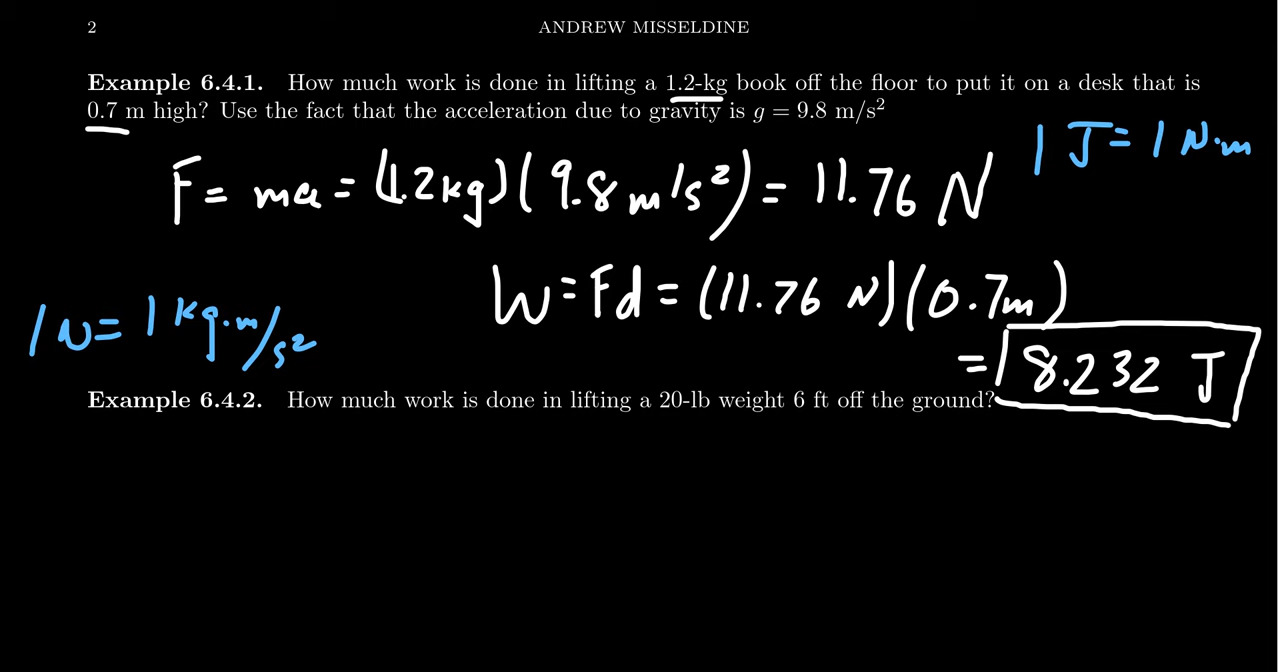 2 ANDREW MISSELDINE
Example 6.4.1. How much work is done in lifting a 1.2-kg book off the floor to put it on a desk that is
0.7 m high? Use the fact that the acceleration due to gravity is g = 9.8 m/s²
1 J = 1 N·m
F = ma = (1.2 kg)(9.8 m/s²) = 11.76 N
W = Fd = (11.76 N)(0.7m)
1 N = 1 kg·m/s²
= 8.232 J
Example 6.4.2. How much work is done in lifting a 20-lb weight 6 ft off the ground?